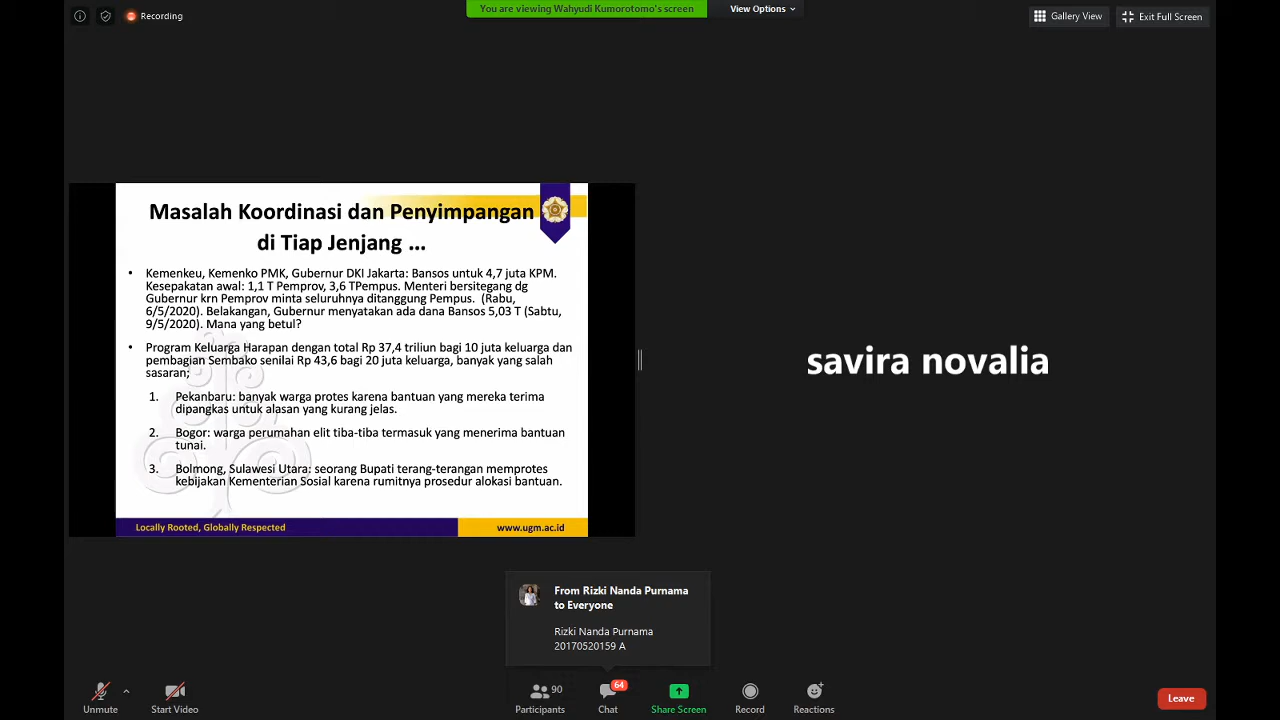 Recording
You are viewing Wahyudi Kumorotomo's screen
View Options
Gallery View
Exit Full Screen
Masalah Koordinasi dan Penyimpangan
di Tiap Jenjang ...
• Kemenkeu, Kemenko PMK, Gubernur DKI Jakarta: Bansos untuk 4,7 juta KPM.
Kesepakatan awal: 1,1 T Pemprov, 3,6 TPempus. Menteri bersitegang dg
Gubernur krn Pemprov minta seluruhnya ditanggung Pempus. (Rabu,
6/5/2020). Belakangan, Gubernur menyatakan ada dana Bansos 5,03 T (Sabtu,
9/5/2020). Mana yang betul?
• Program Keluarga Harapan dengan total Rp 37,4 triliun bagi 10 juta keluarga dan
pembagian Sembako senilai Rp 43,6 bagi 20 juta keluarga, banyak yang salah
sasaran;
1. Pekanbaru: banyak warga protes karena bantuan yang mereka terima
dipangkas untuk alasan yang kurang jelas.
2. Bogor: warga perumahan elit tiba-tiba termasuk yang menerima bantuan
tunai.
3. Bolmong, Sulawesi Utara: seorang Bupati terang-terangan memprotes
kebijakan Kementerian Sosial karena rumitnya prosedur alokasi bantuan.
Locally Rooted, Globally Respected
www.ugm.ac.id
savira novalia
From Rizki Nanda Purnama
to Everyone
Rizki Nanda Purnama
20170520159 A
Unmute
Start Video
90
Participants
64
Chat
Share Screen
Record
Reactions
Leave